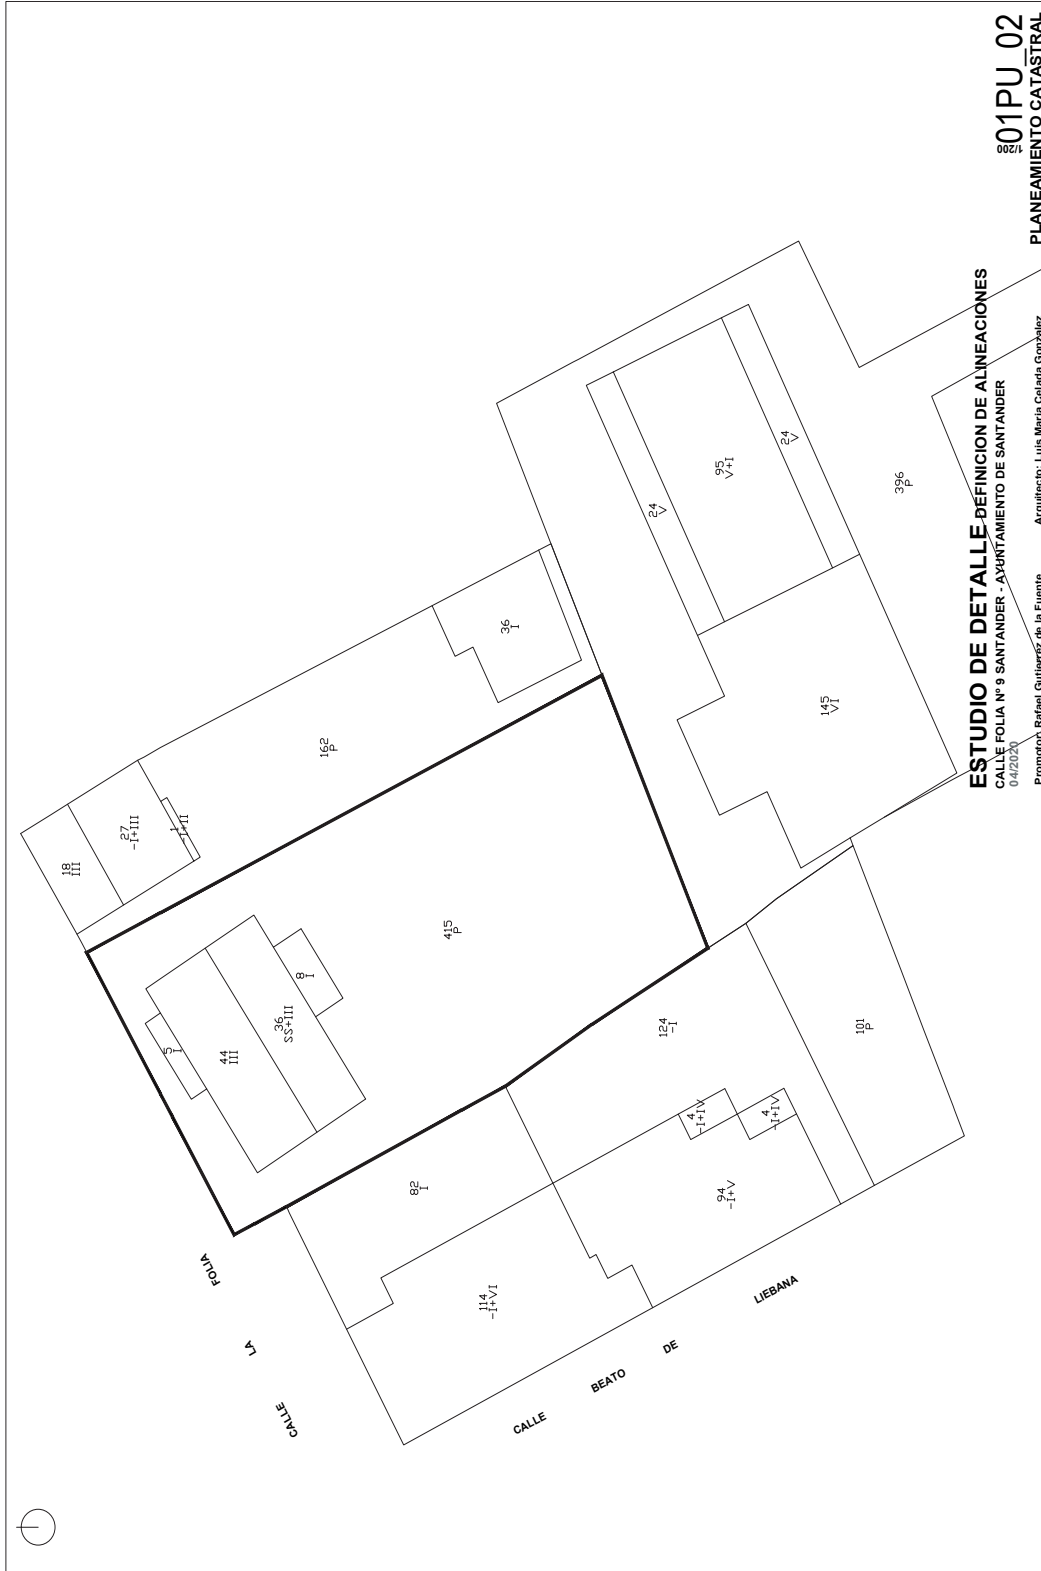 18
III
27
-I+III
1
-I+II
162
P
36
I
5
I
44
III
36
SS+III
8
I
415
P
24
V
95
V+I
24
V
396
P
145
VI
124
-I
101
P
4
-I+IV
4
-I+IV
94
-I+V
82
I
114
-I+VI
CALLE LA FOLIA
CALLE BEATO DE LIEBANA
ESTUDIO DE DETALLE DEFINICION DE ALINEACIONES
CALLE FOLIA Nº 9 SANTANDER - AYUNTAMIENTO DE SANTANDER
04/2020
Promotor: Rafael Gutierrez de la Fuente
Arquitecto: Luis Maria Celada Gonzalez
1/200
01PU_02
PLANEAMIENTO CATASTRAL